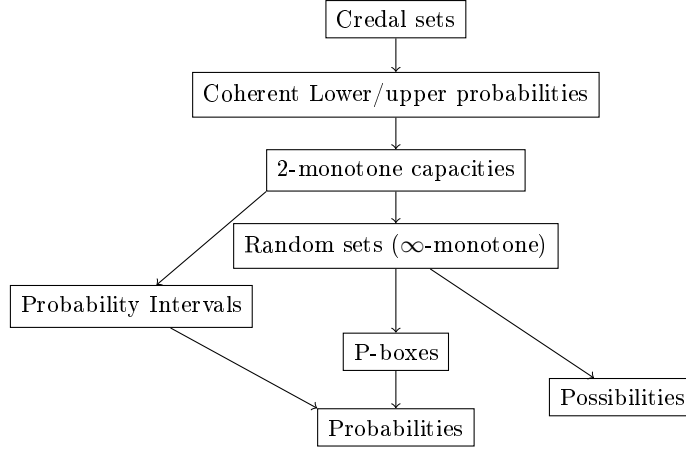 Credal sets
Coherent Lower/upper probabilities
2-monotone capacities
Random sets (∞-monotone)
Probability Intervals
P-boxes
Possibilities
Probabilities